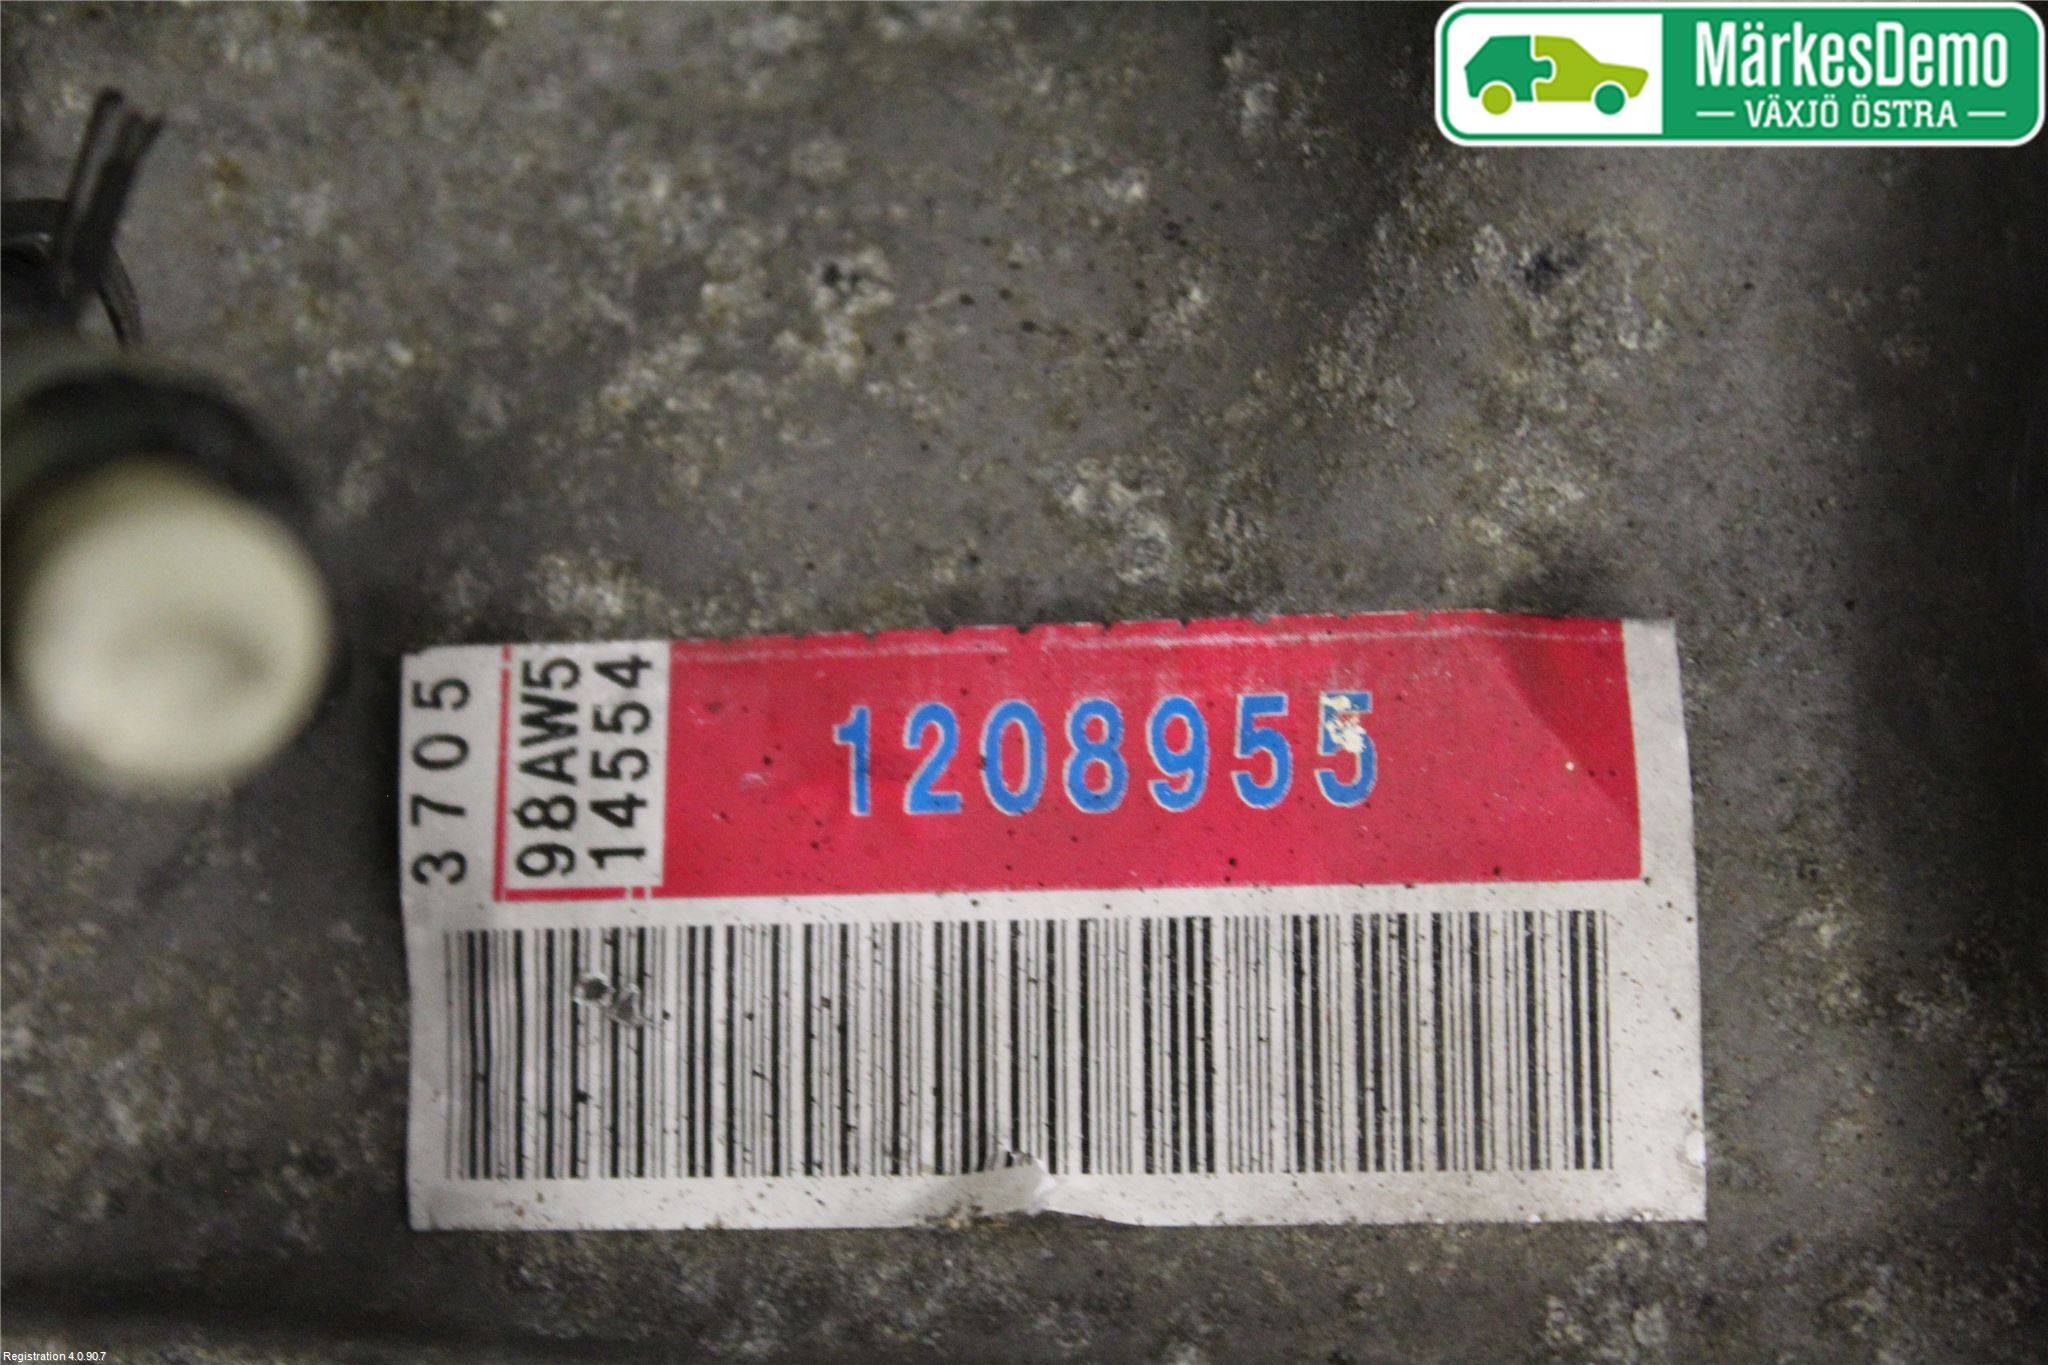 MärkesDemo
VÄXJÖ ÖSTRA
3705
98AW5
14554
1208955
Registration 4.0.90.7